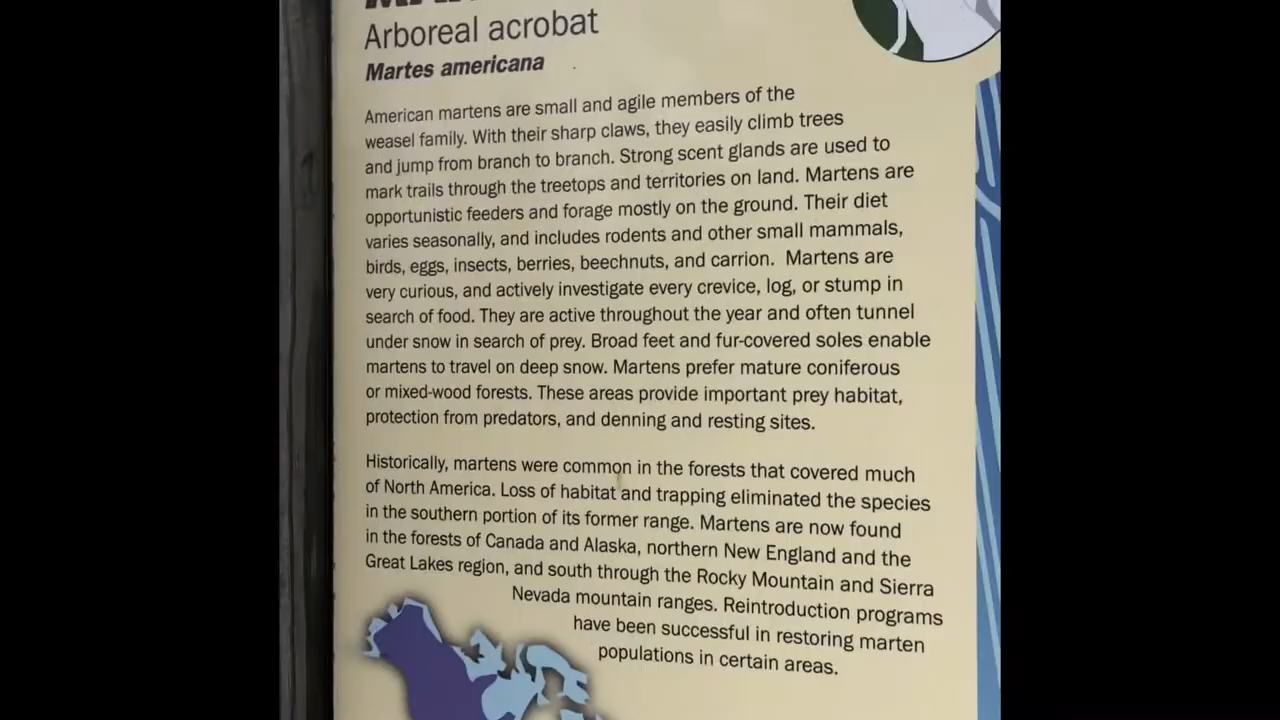 Arboreal acrobat
Martes americana
American martens are small and agile members of the
weasel family. With their sharp claws, they easily climb trees
and jump from branch to branch. Strong scent glands are used to
mark trails through the treetops and territories on land. Martens are
opportunistic feeders and forage mostly on the ground. Their diet
varies seasonally, and includes rodents and other small mammals,
birds, eggs, insects, berries, beechnuts, and carrion. Martens are
very curious, and actively investigate every crevice, log, or stump in
search of food. They are active throughout the year and often tunnel
under snow in search of prey. Broad feet and fur-covered soles enable
martens to travel on deep snow. Martens prefer mature coniferous
or mixed-wood forests. These areas provide important prey habitat,
protection from predators, and denning and resting sites.
Historically, martens were common in the forests that covered much
of North America. Loss of habitat and trapping eliminated the species
in the southern portion of its former range. Martens are now found
in the forests of Canada and Alaska, northern New England and the
Great Lakes region, and south through the Rocky Mountain and Sierra
Nevada mountain ranges. Reintroduction programs
have been successful in restoring marten
populations in certain areas.